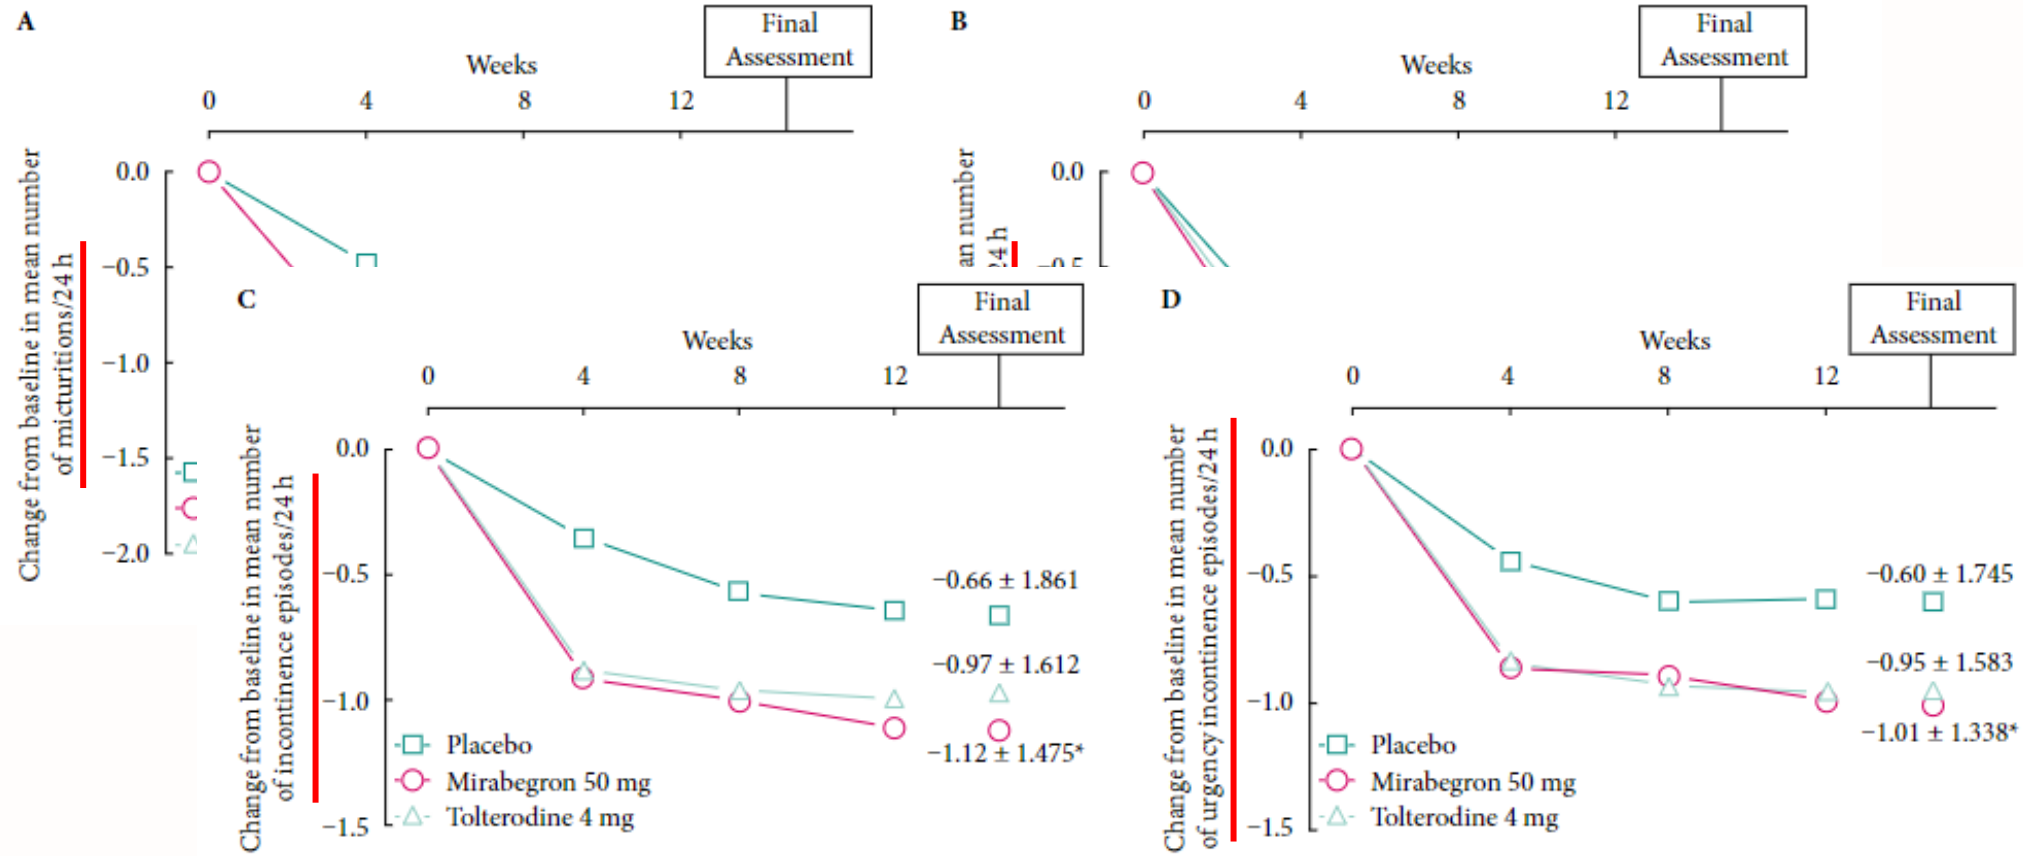 A
Final
Assessment
Weeks
0 4 8 12
Change from baseline in mean number
of micturitions/24 h
0.0
−0.5
−1.0
−1.5
−2.0
B
Final
Assessment
Weeks
0 4 8 12
an number
24 h
0.0
−0.5
C
Final
Assessment
Weeks
0 4 8 12
Change from baseline in mean number
of incontinence episodes/24 h
0.0
−0.5
−1.0
−1.5
−0.66 ± 1.861
−0.97 ± 1.612
−1.12 ± 1.475*
Placebo
Mirabegron 50 mg
Tolterodine 4 mg
D
Final
Assessment
Weeks
0 4 8 12
Change from baseline in mean number
of urgency incontinence episodes/24 h
0.0
−0.5
−1.0
−1.5
−0.60 ± 1.745
−0.95 ± 1.583
−1.01 ± 1.338*
Placebo
Mirabegron 50 mg
Tolterodine 4 mg